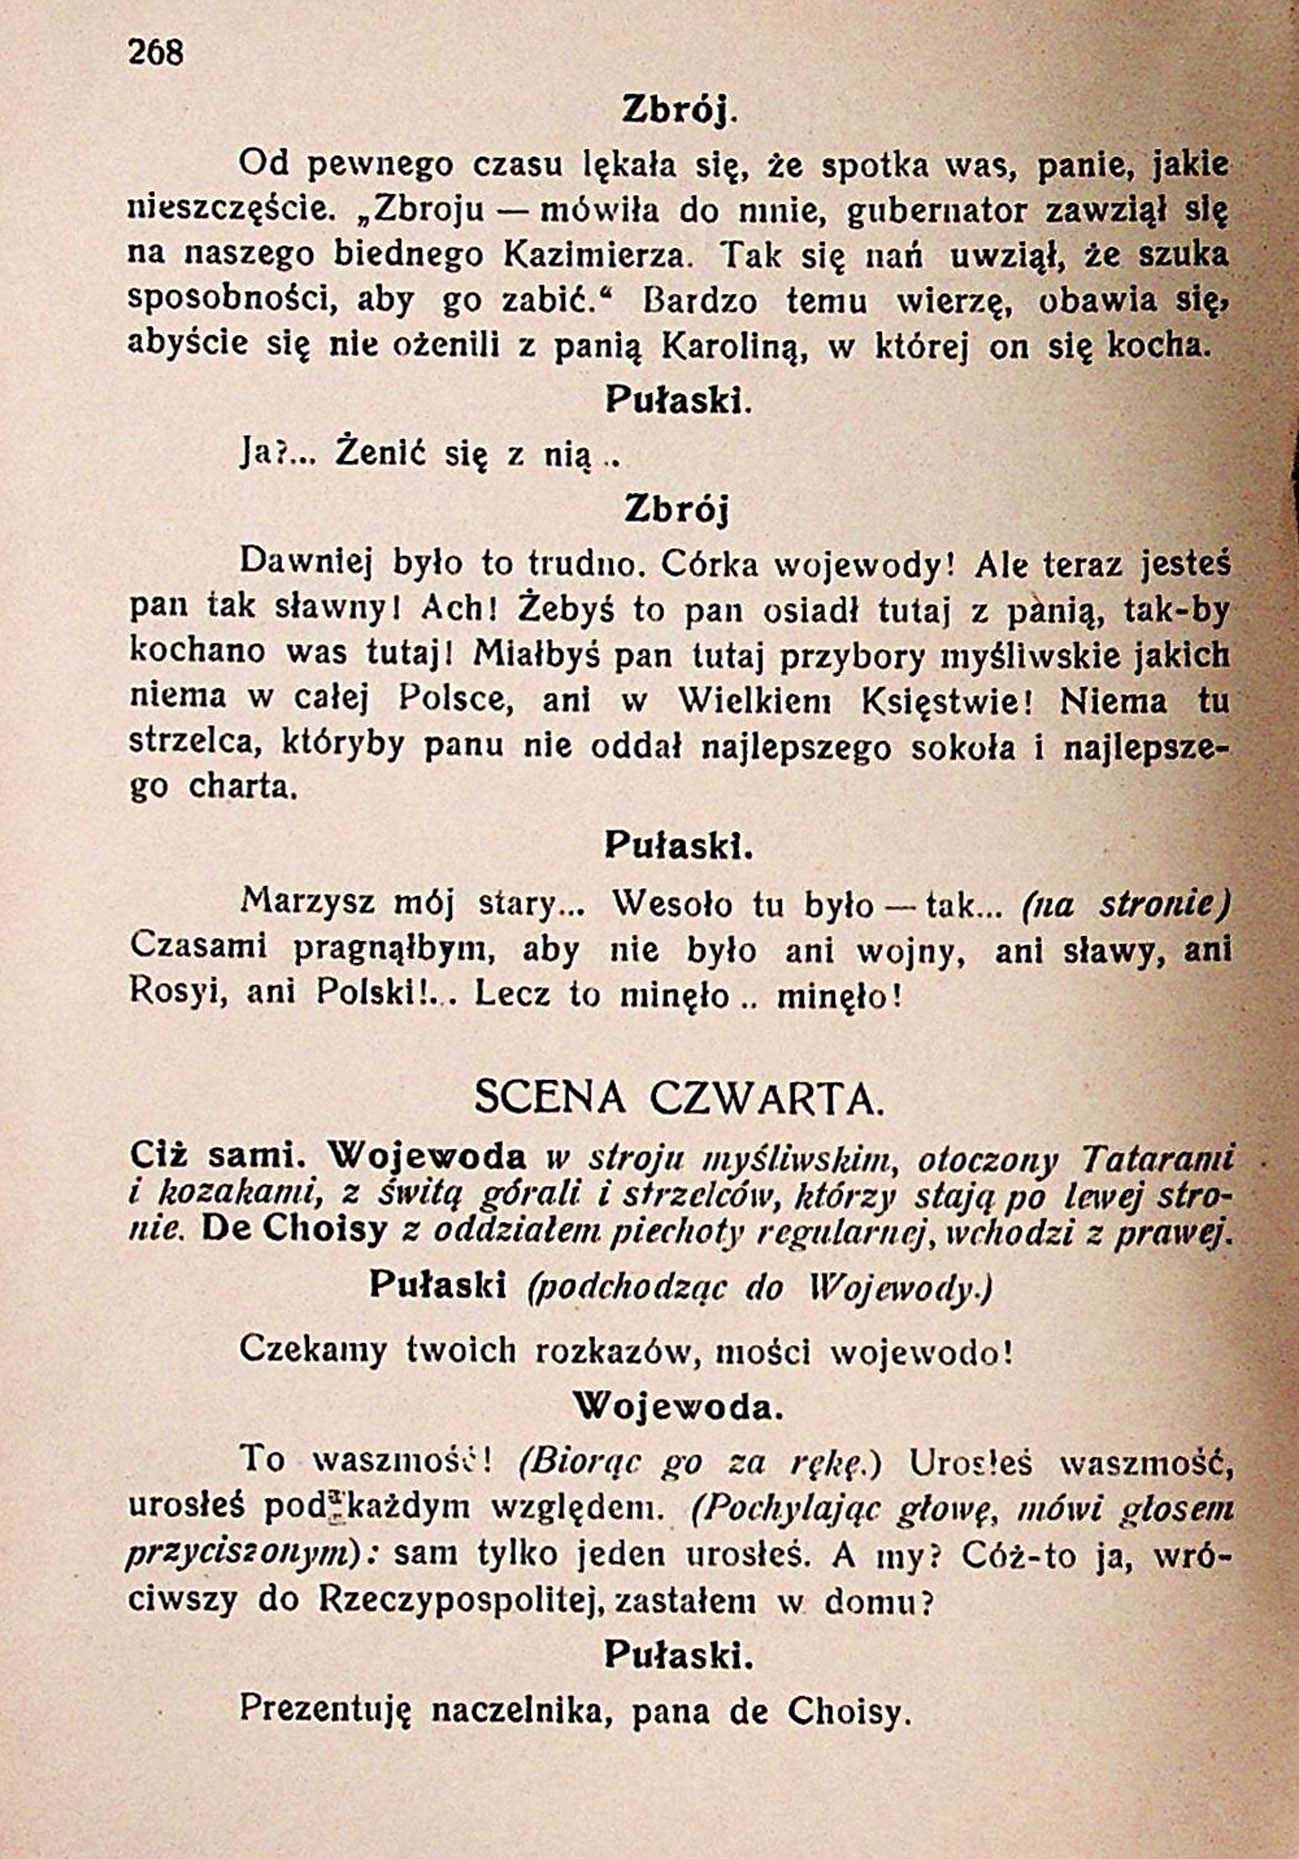 268
Zbrój.
Od pewnego czasu lękała się, że spotka was, panie, jakie
nieszczęście. „Zbroju — mówiła do mnie, gubernator zawziął się
na naszego biednego Kazimierza. Tak się nań uwziął, że szuka
sposobności, aby go zabić.“ Bardzo temu wierzę, obawia się,
abyście się nie ożenili z panią Karoliną, w której on się kocha.
Pułaski.
Ja?... Żenić się z nią ..
Zbrój
Dawniej było to trudno. Córka wojewody! Ale teraz jesteś
pan tak sławny! Ach! Żebyś to pan osiadł tutaj z panią, tak-by
kochano was tutaj! Miałbyś pan tutaj przybory myśliwskie jakich
niema w całej Polsce, ani w Wielkiem Księstwie! Niema tu
strzelca, któryby panu nie oddał najlepszego sokoła i najlepsze-
go charta.
Pułaski.
Marzysz mój stary... Wesoło tu było — tak... (na stronie)
Czasami pragnąłbym, aby nie było ani wojny, ani sławy, ani
Rosyi, ani Polski!... Lecz to minęło .. minęło!
SCENA CZWARTA.
Ciż sami. Wojewoda w stroju myśliwskim, otoczony Tatarami
i kozakami, z świtą górali i strzelców, którzy stają po lewej stro-
nie. De Choisy z oddziałem piechoty regularnej, wchodzi z prawej.
Pułaski (podchodząc do Wojewody.)
Czekamy twoich rozkazów, mości wojewodo!
Wojewoda.
To waszmość! (Biorąc go za rękę.) Urosłeś waszmość,
urosłeś pod każdym względem. (Pochylając głowę, mówi głosem
przyciszonym): sam tylko jeden urosłeś. A my? Cóż-to ja, wró-
ciwszy do Rzeczypospolitej, zastałem w domu?
Pułaski.
Prezentuję naczelnika, pana de Choisy.